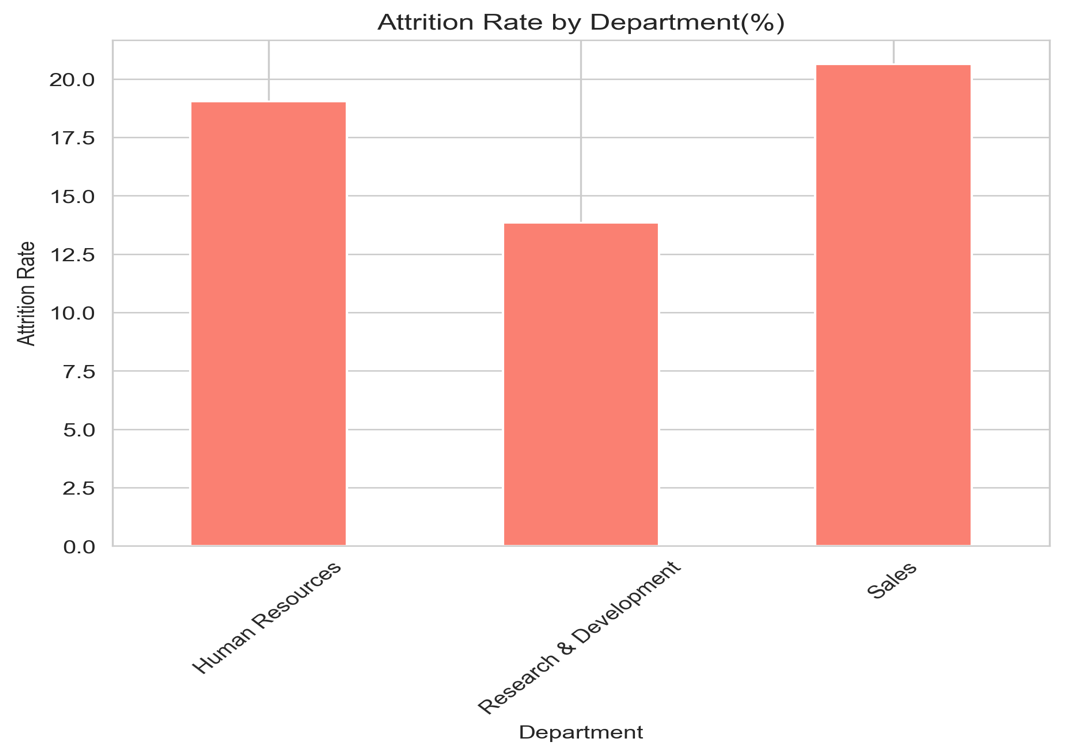 Attrition Rate by Department(%)
Attrition Rate
20.0
17.5
15.0
12.5
10.0
7.5
5.0
2.5
0.0
Human Resources
Research & Development
Sales
Department